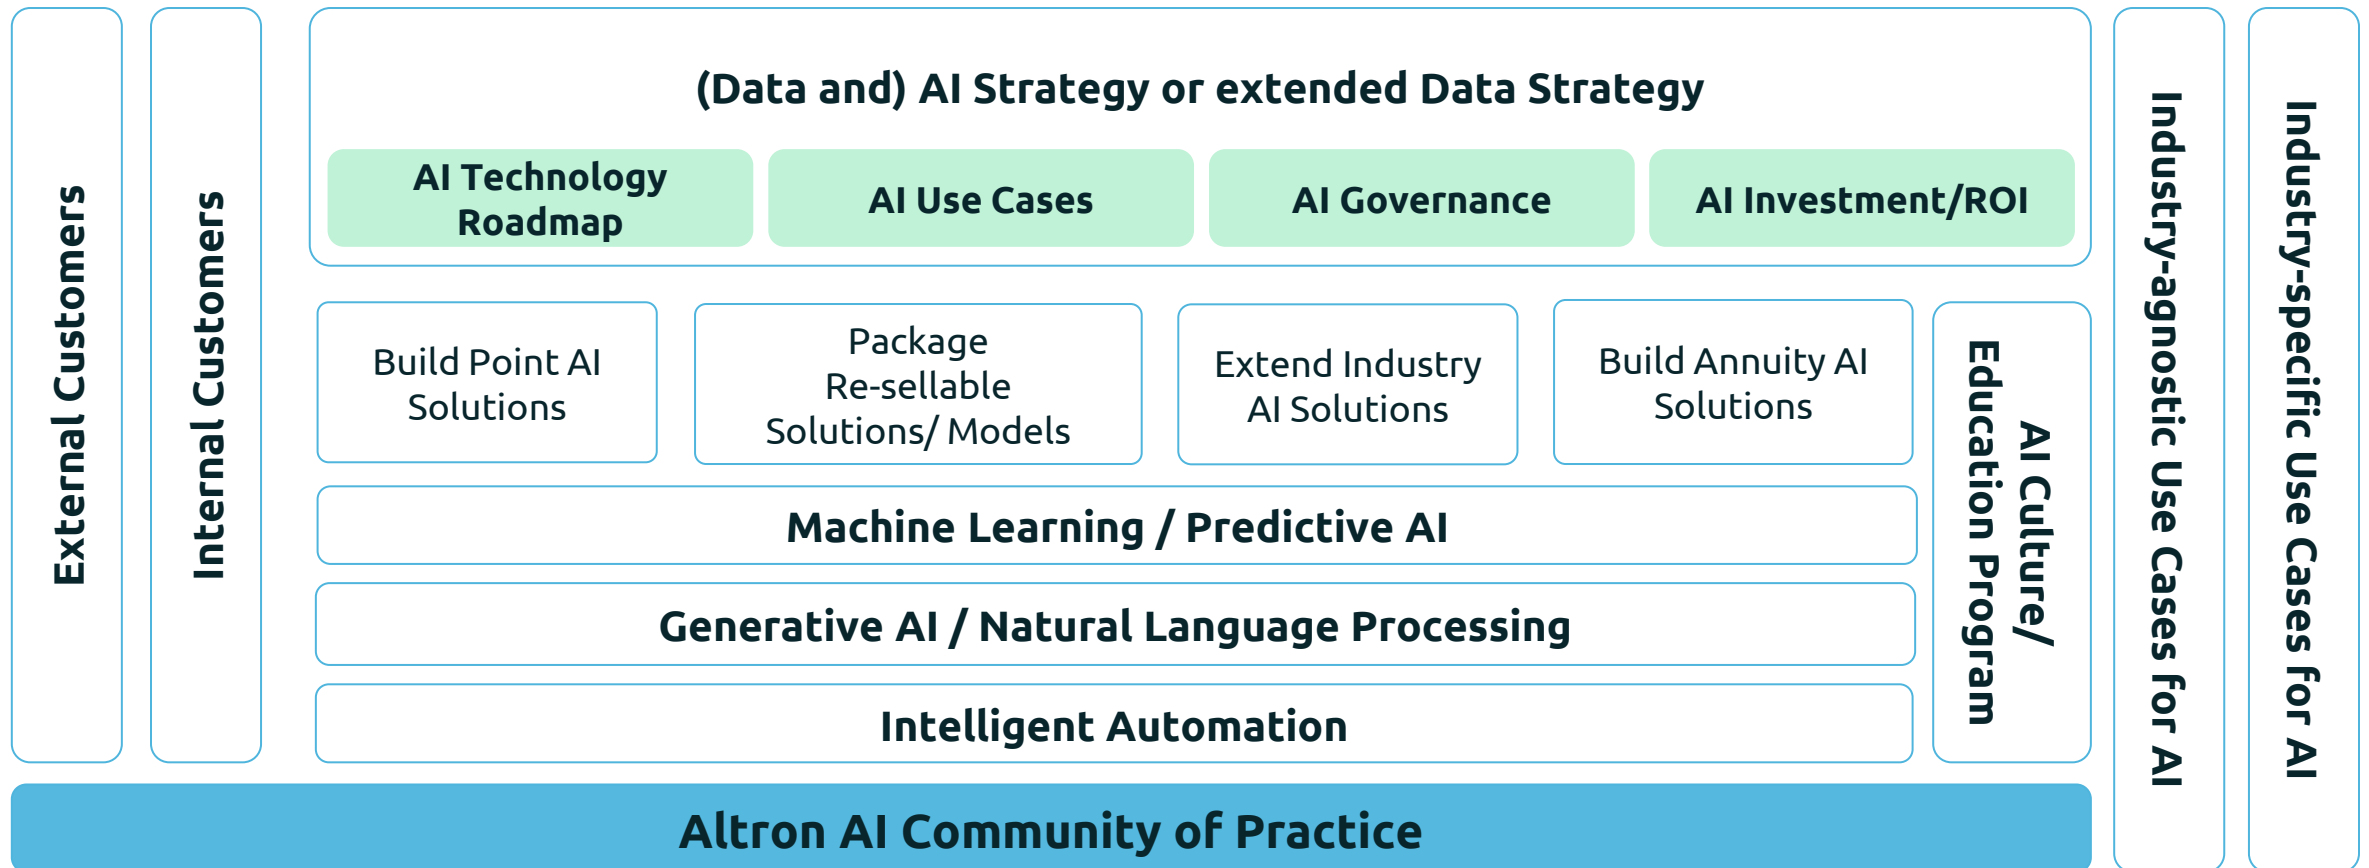 External Customers
Internal Customers
(Data and) AI Strategy or extended Data Strategy
AI Technology
Roadmap
AI Use Cases
AI Governance
AI Investment/ROI
Build Point AI
Solutions
Package
Re-sellable
Solutions/ Models
Extend Industry
AI Solutions
Build Annuity AI
Solutions
AI Culture/
Education Program
Machine Learning / Predictive AI
Generative AI / Natural Language Processing
Intelligent Automation
Altron AI Community of Practice
Industry-agnostic Use Cases for AI
Industry-specific Use Cases for AI